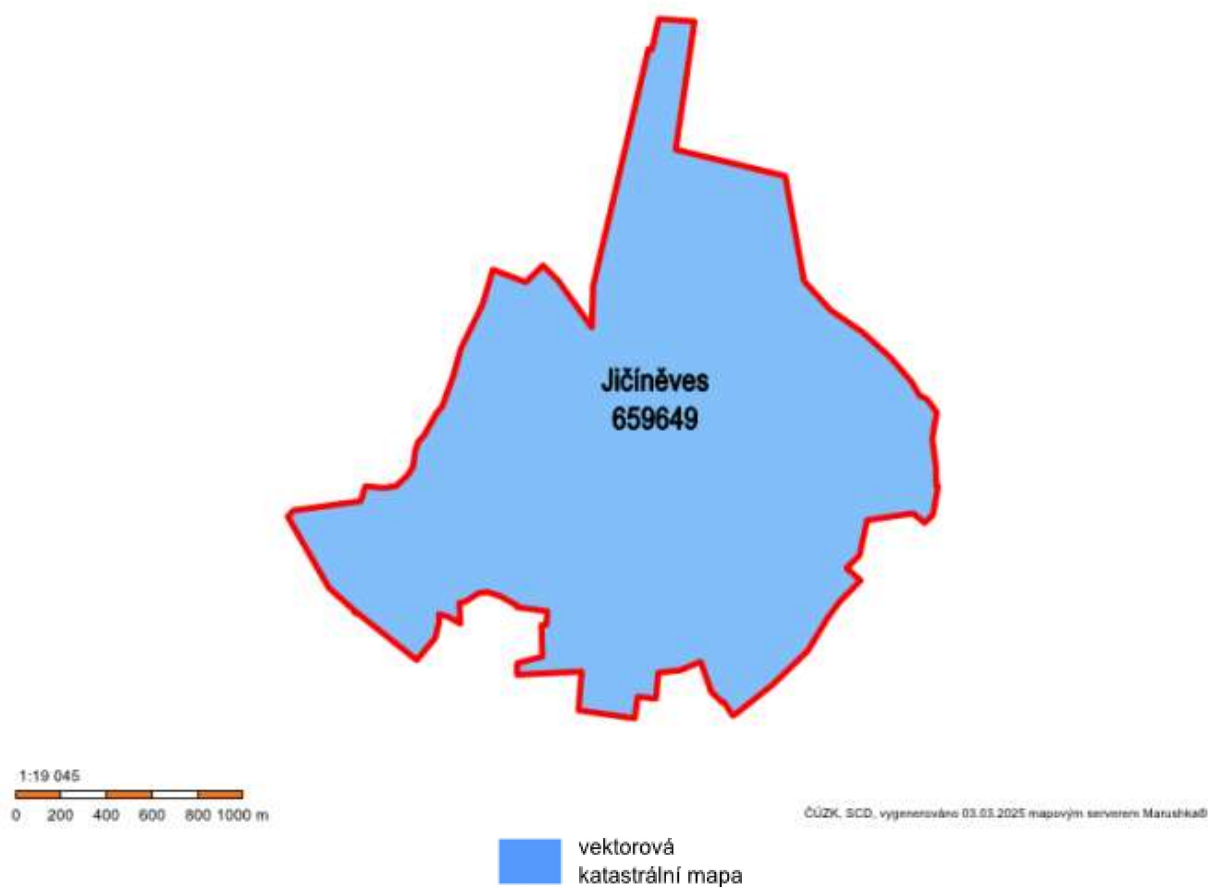 Jičíněves
659649
1:19 045
0 200 400 600 800 1000 m
ČÚZK, SCD, vygenerováno 03.03.2025 mapovým serverem Marushka®
vektorová
katastrální mapa